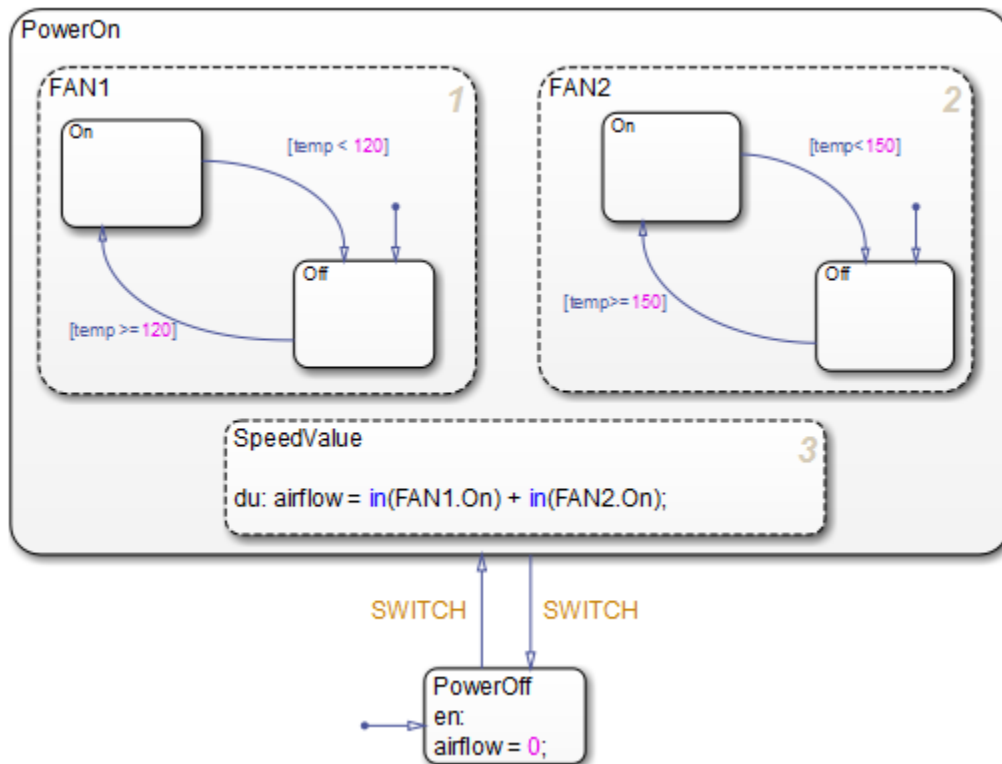 PowerOn
FAN1
1
On
[temp < 120]
Off
[temp >=120]
FAN2
2
On
[temp<150]
Off
[temp>= 150]
SpeedValue
3
du: airflow = in(FAN1.On) + in(FAN2.On);
SWITCH
SWITCH
PowerOff
en:
airflow = 0;